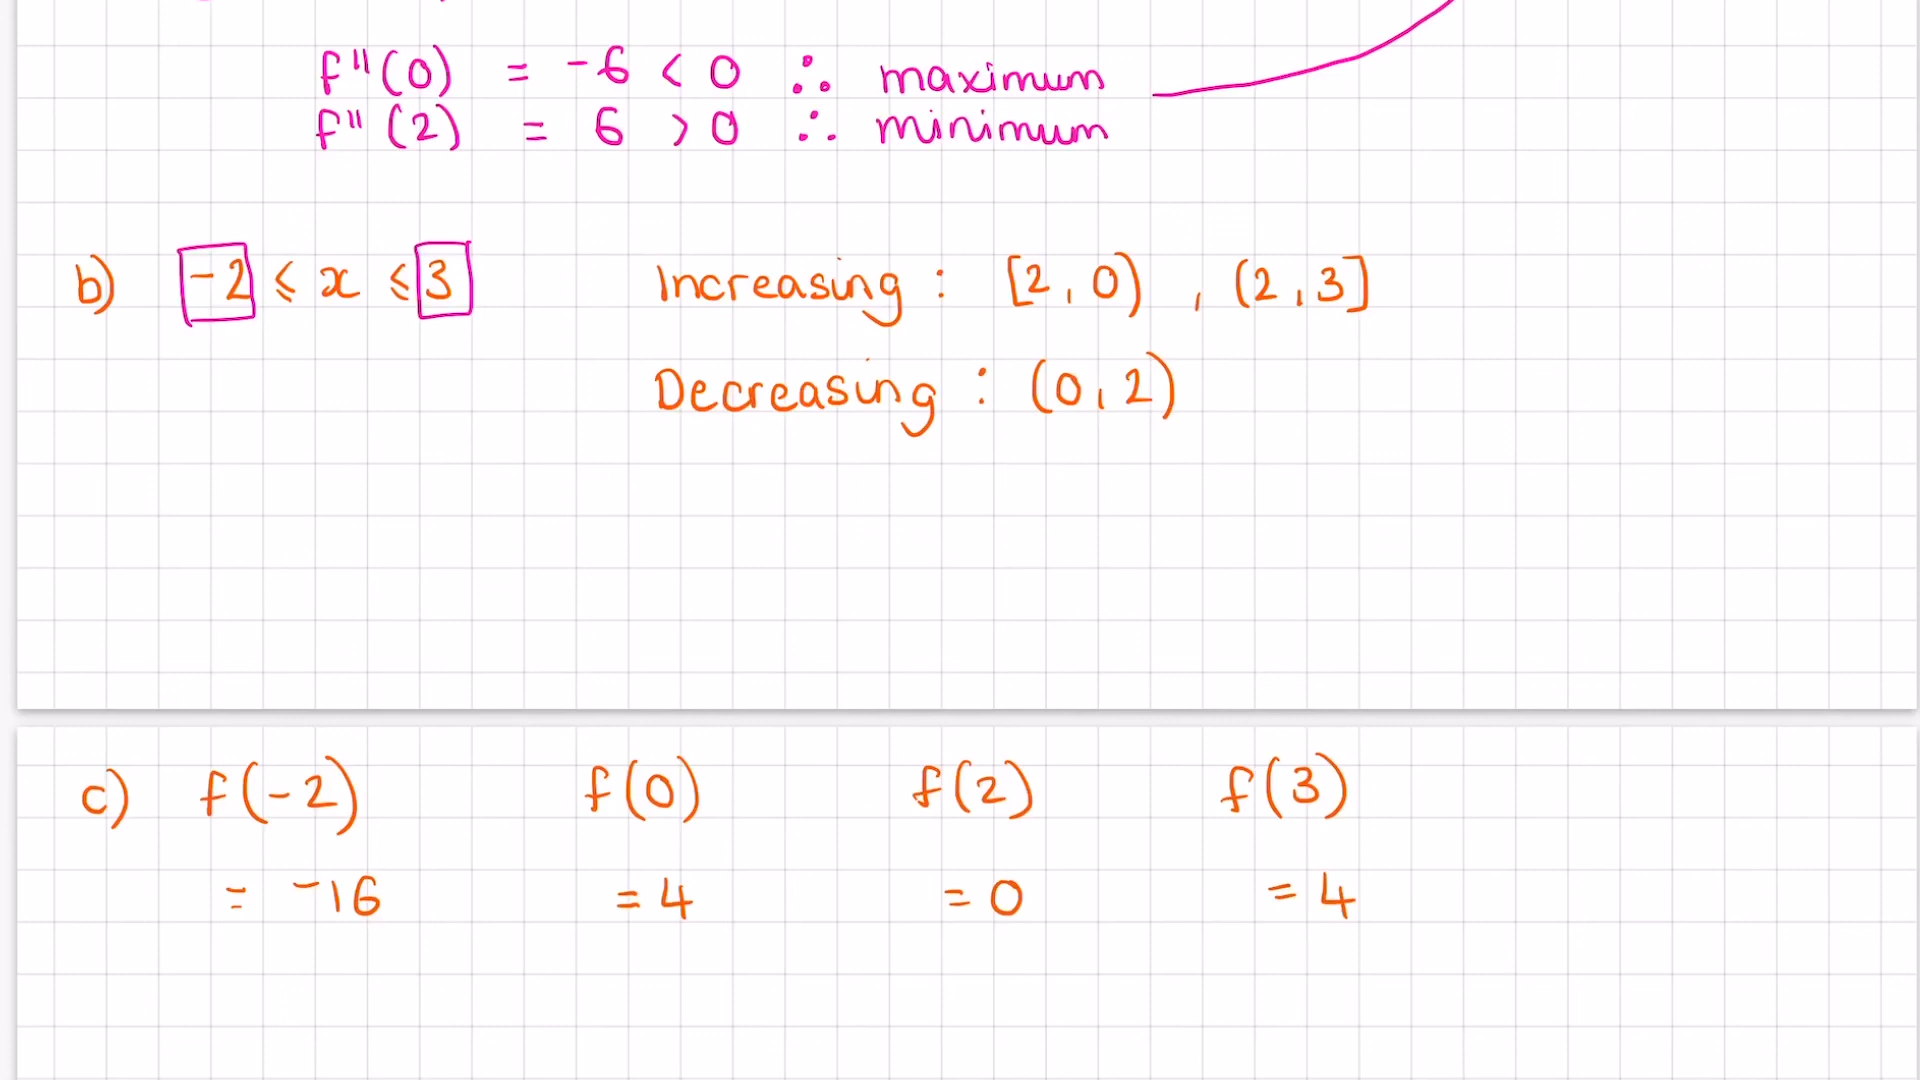 f''(0) = -6 < 0 ∴ maximum
f''(2) = 6 > 0 ∴ minimum
b) -2 ⩽ x ⩽ 3 Increasing : [2, 0) , (2, 3]
Decreasing : (0, 2)
c) f(-2) f(0) f(2) f(3)
= -16 = 4 = 0 = 4